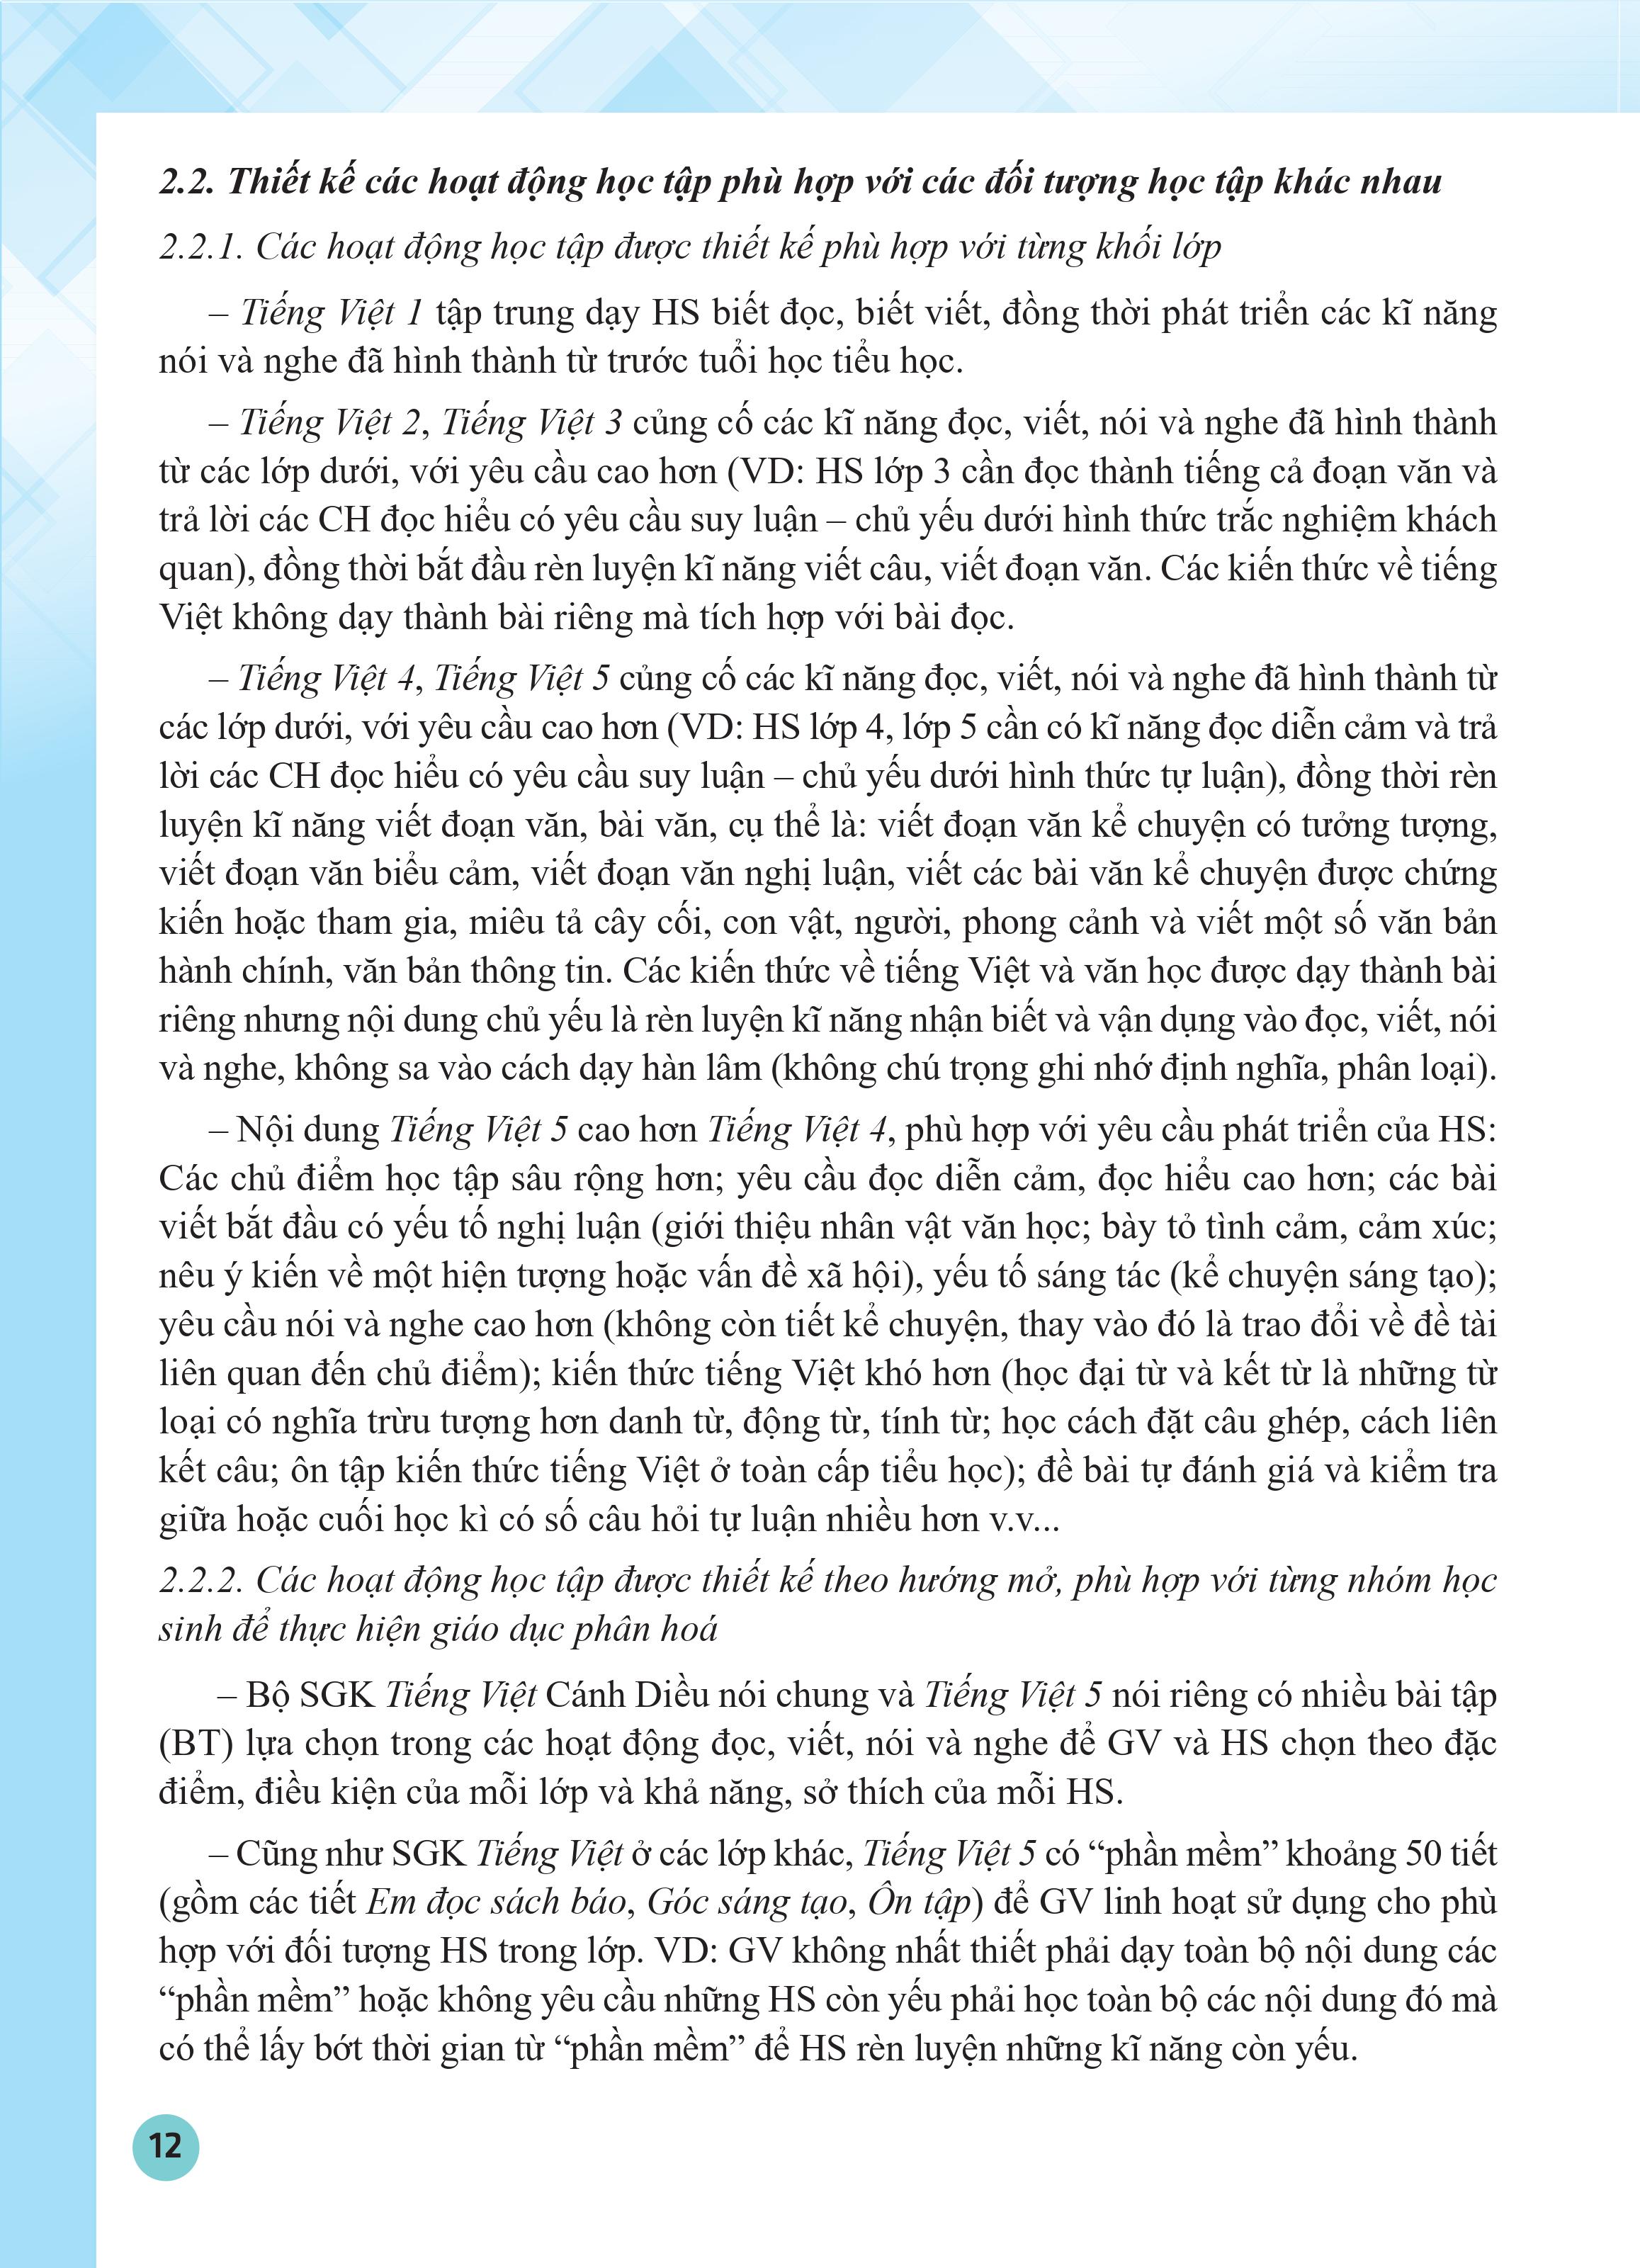 2.2. Thiết kế các hoạt động học tập phù hợp với các đối tượng học tập khác nhau
2.2.1. Các hoạt động học tập được thiết kế phù hợp với từng khối lớp
– Tiếng Việt 1 tập trung dạy HS biết đọc, biết viết, đồng thời phát triển các kĩ năng
nói và nghe đã hình thành từ trước tuổi học tiểu học.
– Tiếng Việt 2, Tiếng Việt 3 củng cố các kĩ năng đọc, viết, nói và nghe đã hình thành
từ các lớp dưới, với yêu cầu cao hơn (VD: HS lớp 3 cần đọc thành tiếng cả đoạn văn và
trả lời các CH đọc hiểu có yêu cầu suy luận – chủ yếu dưới hình thức trắc nghiệm khách
quan), đồng thời bắt đầu rèn luyện kĩ năng viết câu, viết đoạn văn. Các kiến thức về tiếng
Việt không dạy thành bài riêng mà tích hợp với bài đọc.
– Tiếng Việt 4, Tiếng Việt 5 củng cố các kĩ năng đọc, viết, nói và nghe đã hình thành từ
các lớp dưới, với yêu cầu cao hơn (VD: HS lớp 4, lớp 5 cần có kĩ năng đọc diễn cảm và trả
lời các CH đọc hiểu có yêu cầu suy luận – chủ yếu dưới hình thức tự luận), đồng thời rèn
luyện kĩ năng viết đoạn văn, bài văn, cụ thể là: viết đoạn văn kể chuyện có tưởng tượng,
viết đoạn văn biểu cảm, viết đoạn văn nghị luận, viết các bài văn kể chuyện được chứng
kiến hoặc tham gia, miêu tả cây cối, con vật, người, phong cảnh và viết một số văn bản
hành chính, văn bản thông tin. Các kiến thức về tiếng Việt và văn học được dạy thành bài
riêng nhưng nội dung chủ yếu là rèn luyện kĩ năng nhận biết và vận dụng vào đọc, viết, nói
và nghe, không sa vào cách dạy hàn lâm (không chú trọng ghi nhớ định nghĩa, phân loại).
– Nội dung Tiếng Việt 5 cao hơn Tiếng Việt 4, phù hợp với yêu cầu phát triển của HS:
Các chủ điểm học tập sâu rộng hơn; yêu cầu đọc diễn cảm, đọc hiểu cao hơn; các bài
viết bắt đầu có yếu tố nghị luận (giới thiệu nhân vật văn học; bày tỏ tình cảm, cảm xúc;
nêu ý kiến về một hiện tượng hoặc vấn đề xã hội), yếu tố sáng tác (kể chuyện sáng tạo);
yêu cầu nói và nghe cao hơn (không còn tiết kể chuyện, thay vào đó là trao đổi về đề tài
liên quan đến chủ điểm); kiến thức tiếng Việt khó hơn (học đại từ và kết từ là những từ
loại có nghĩa trừu tượng hơn danh từ, động từ, tính từ; học cách đặt câu ghép, cách liên
kết câu; ôn tập kiến thức tiếng Việt ở toàn cấp tiểu học); đề bài tự đánh giá và kiểm tra
giữa hoặc cuối học kì có số câu hỏi tự luận nhiều hơn v.v...
2.2.2. Các hoạt động học tập được thiết kế theo hướng mở, phù hợp với từng nhóm học
sinh để thực hiện giáo dục phân hoá
– Bộ SGK Tiếng Việt Cánh Diều nói chung và Tiếng Việt 5 nói riêng có nhiều bài tập
(BT) lựa chọn trong các hoạt động đọc, viết, nói và nghe để GV và HS chọn theo đặc
điểm, điều kiện của mỗi lớp và khả năng, sở thích của mỗi HS.
– Cũng như SGK Tiếng Việt ở các lớp khác, Tiếng Việt 5 có “phần mềm” khoảng 50 tiết
(gồm các tiết Em đọc sách báo, Góc sáng tạo, Ôn tập) để GV linh hoạt sử dụng cho phù
hợp với đối tượng HS trong lớp. VD: GV không nhất thiết phải dạy toàn bộ nội dung các
“phần mềm” hoặc không yêu cầu những HS còn yếu phải học toàn bộ các nội dung đó mà
có thể lấy bớt thời gian từ “phần mềm” để HS rèn luyện những kĩ năng còn yếu.
12